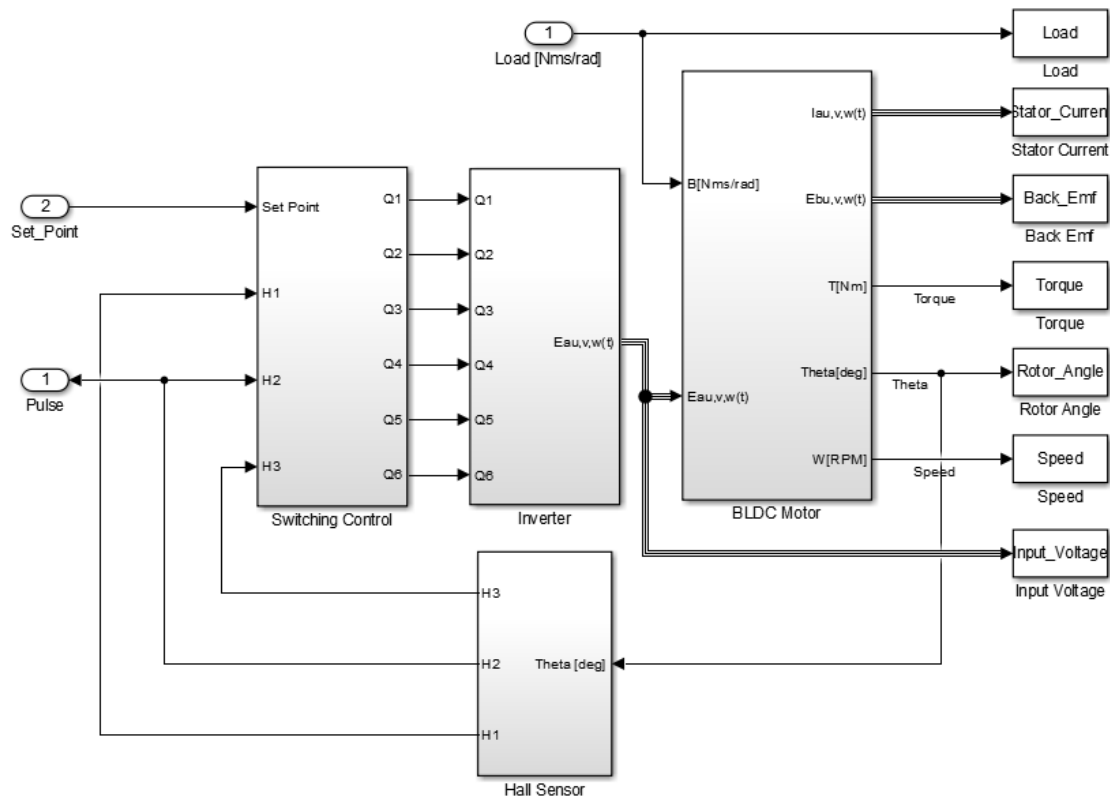 1
Load [Nms/rad]
Load
Load
2
Set_Point
1
Pulse
Set Point
H1
H2
H3
Q1
Q2
Q3
Q4
Q5
Q6
Switching Control
Q1
Q2
Q3
Q4
Q5
Q6
Eau,v,w(t)
Inverter
B[Nms/rad]
Eau,v,w(t)
Iau,v,w(t)
Ebu,v,w(t)
T[Nm]
Theta[deg]
W[RPM]
BLDC Motor
Torque
Theta
Speed
Stator_Curren
Stator Current
Back_Emf
Back Emf
Torque
Torque
Rotor_Angle
Rotor Angle
Speed
Speed
Input_Voltage
Input Voltage
H3
H2
H1
Theta [deg]
Hall Sensor